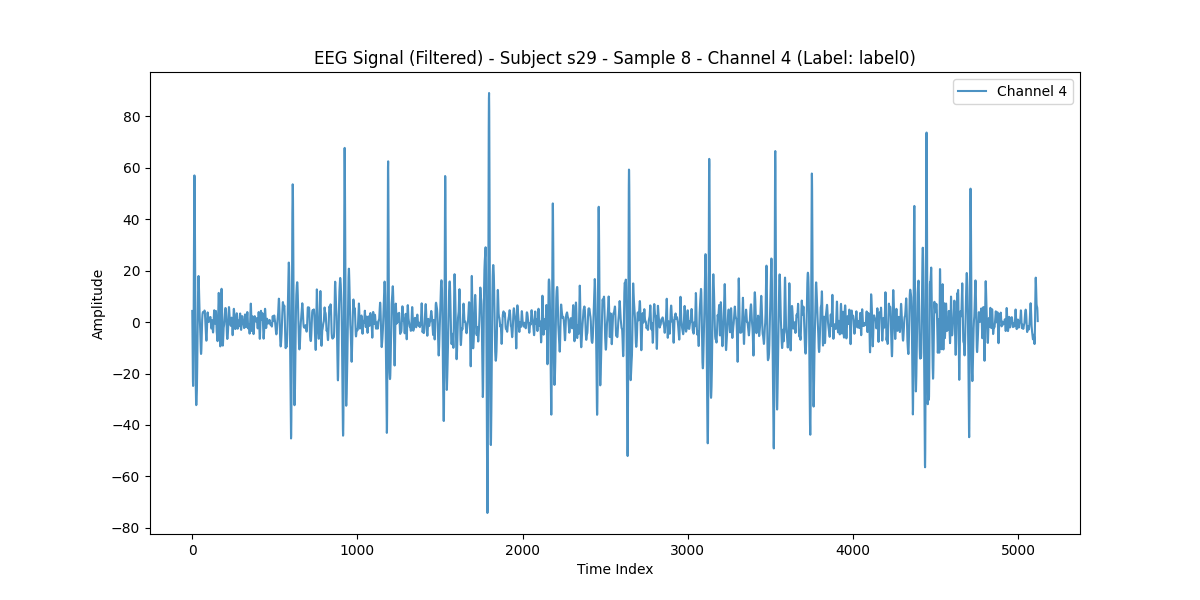 EEG Signal (Filtered) - Subject s29 - Sample 8 - Channel 4 (Label: label0)
Channel 4
80
60
40
20
0
−20
−40
−60
−80
Amplitude
0 1000 2000 3000 4000 5000
Time Index